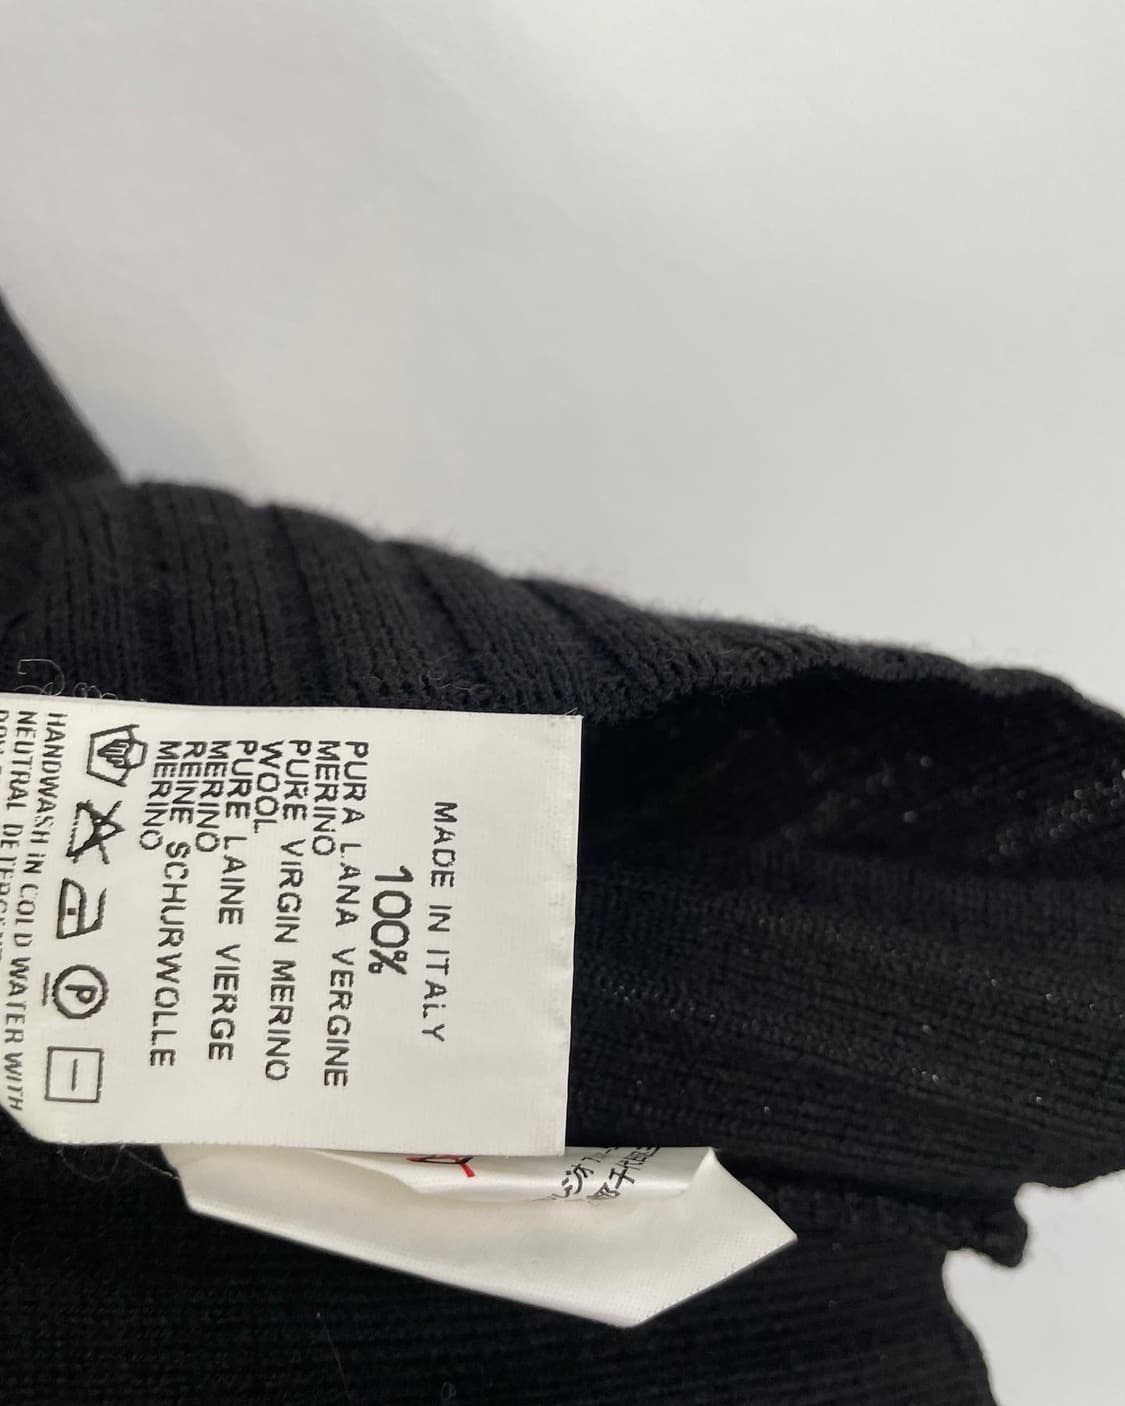 MADE IN ITALY
100%
PURA LANA VERGINE
MERINO
PURE VIRGIN MERINO
WOOL
PURE LAINE VIERGE
MERINO
REINE SCHURWOLLE
MERINO
P
HANDWASH IN COLD WATER WITH
NEUTRAL DETERGENT